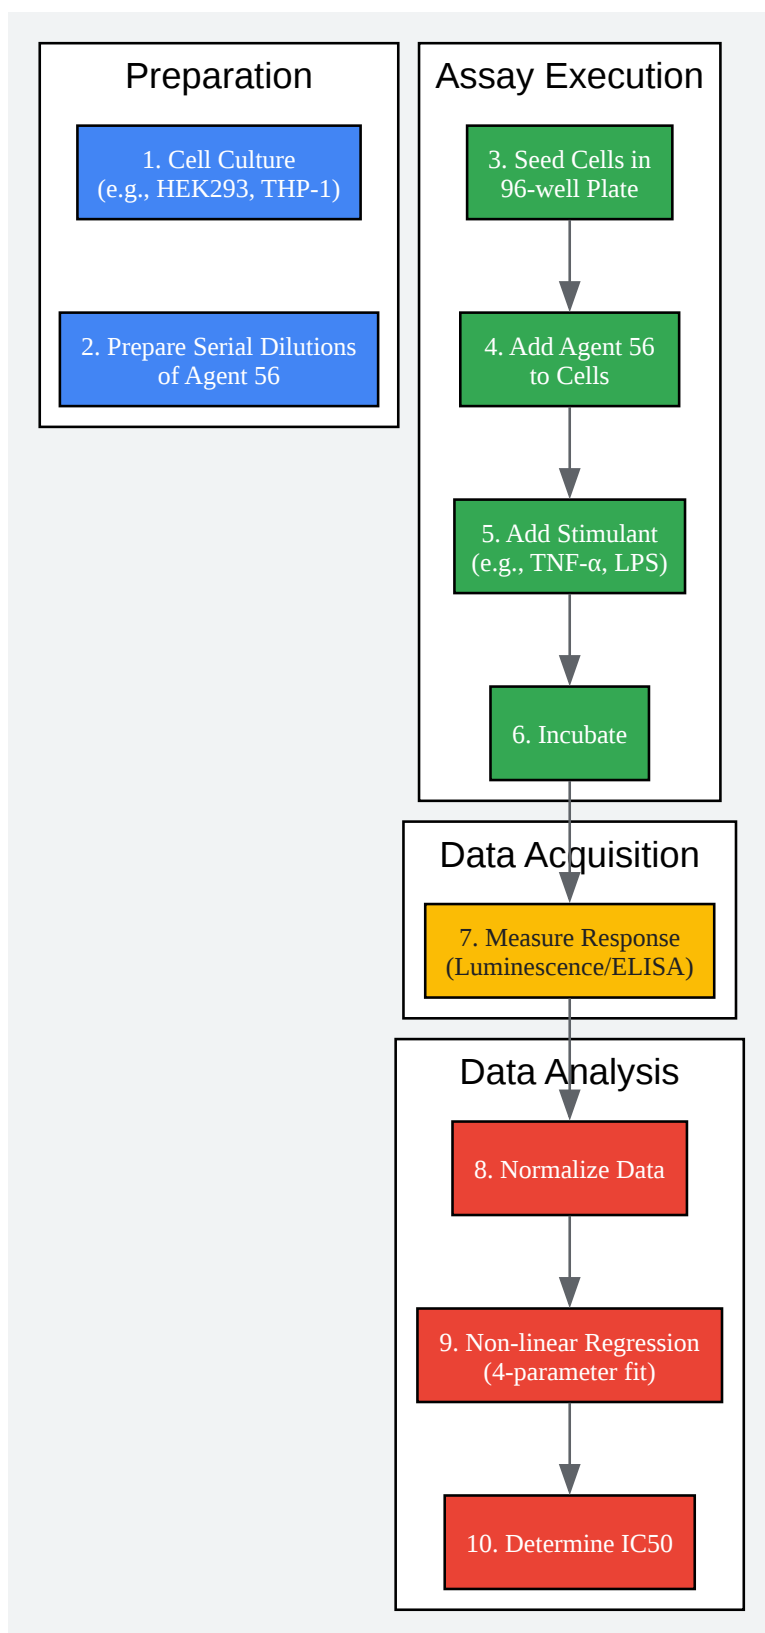 Preparation
1. Cell Culture
(e.g., HEK293, THP-1)
2. Prepare Serial Dilutions
of Agent 56
Assay Execution
3. Seed Cells in
96-well Plate
4. Add Agent 56
to Cells
5. Add Stimulant
(e.g., TNF-α, LPS)
6. Incubate
Data Acquisition
7. Measure Response
(Luminescence/ELISA)
Data Analysis
8. Normalize Data
9. Non-linear Regression
(4-parameter fit)
10. Determine IC50